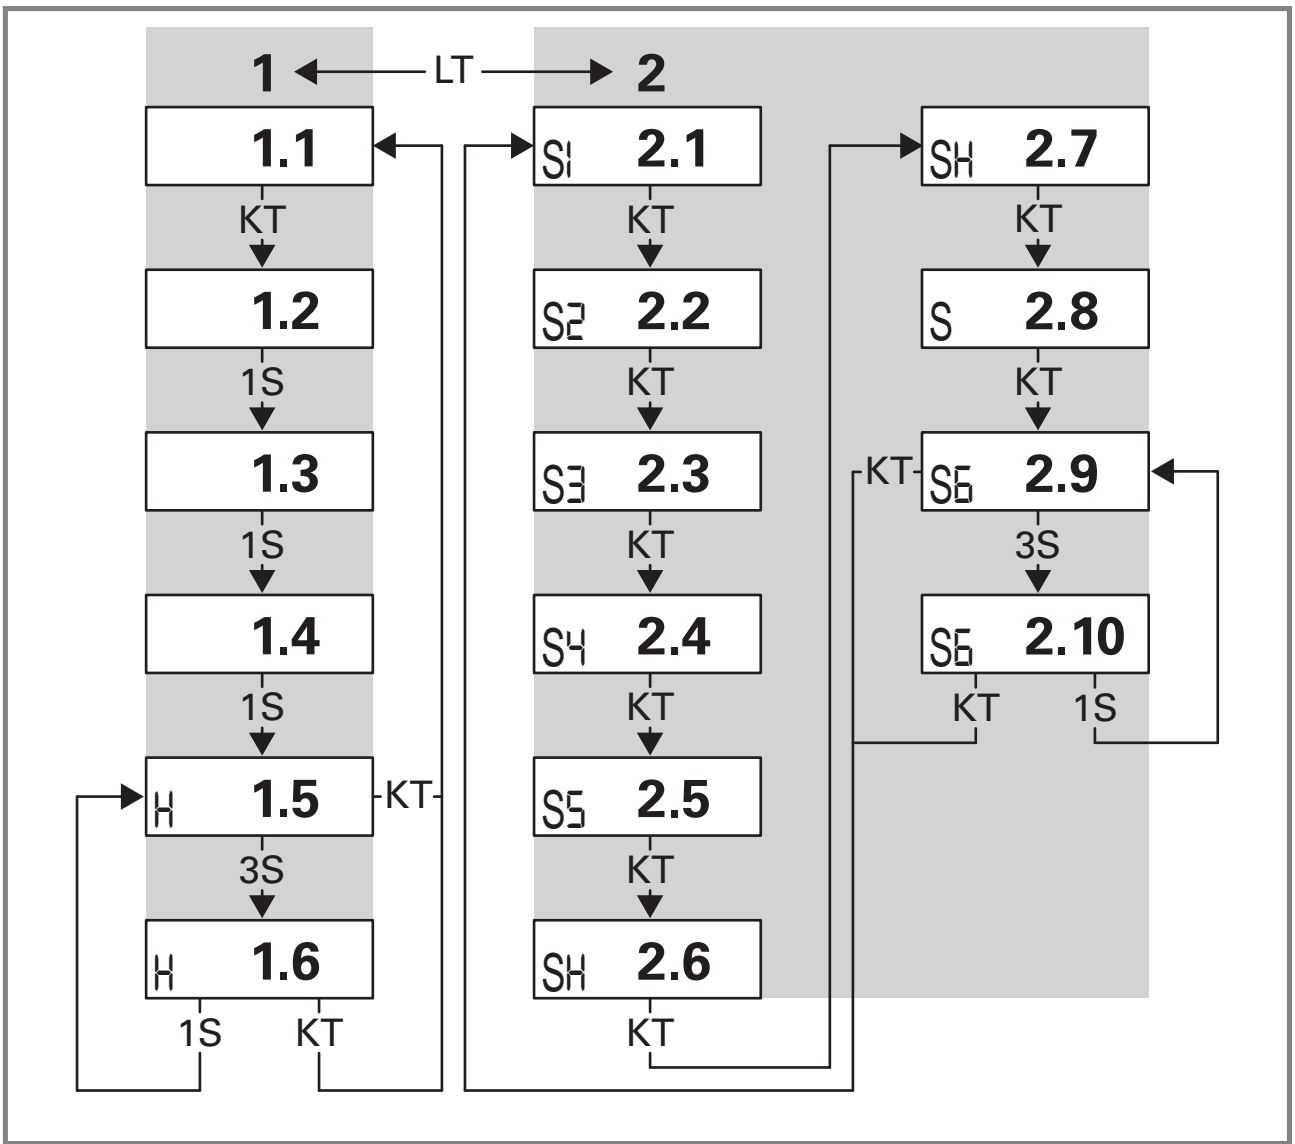 1 LT 2
1.1
KT
1.2
1S
1.3
1S
1.4
1S
H 1.5 KT
3S
H 1.6
1S KT
S1 2.1
KT
S2 2.2
KT
S3 2.3
KT
S4 2.4
KT
S5 2.5
KT
SH 2.6
KT
SH 2.7
KT
S 2.8
KT
KT S6 2.9
3S
S6 2.10
KT 1S